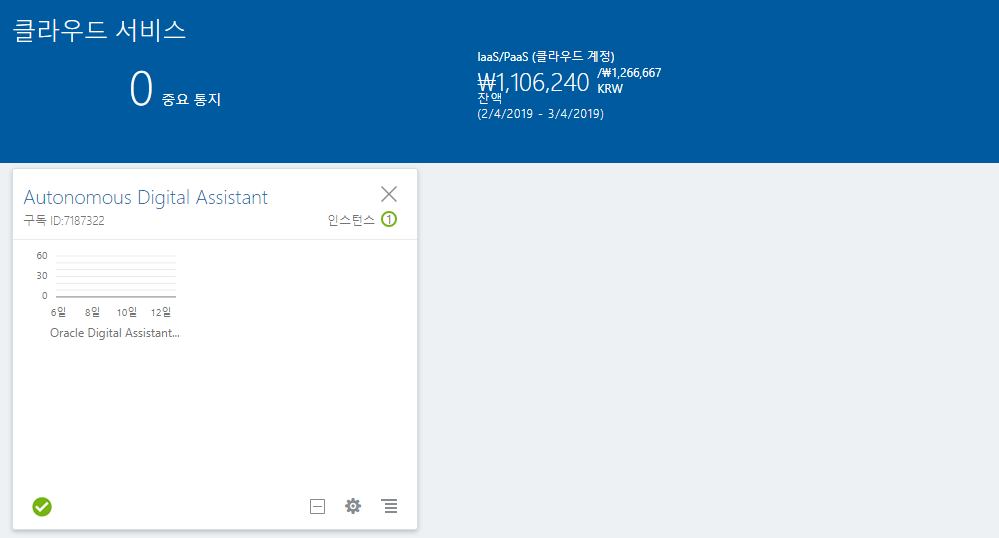 클라우드 서비스
0 중요 통지
IaaS/PaaS (클라우드 계정)
₩1,106,240 /₩1,266,667
KRW
잔액
(2/4/2019 - 3/4/2019)
Autonomous Digital Assistant
구독 ID:7187322
인스턴스 1
60
30
0
6일 8일 10일 12일
Oracle Digital Assistant...